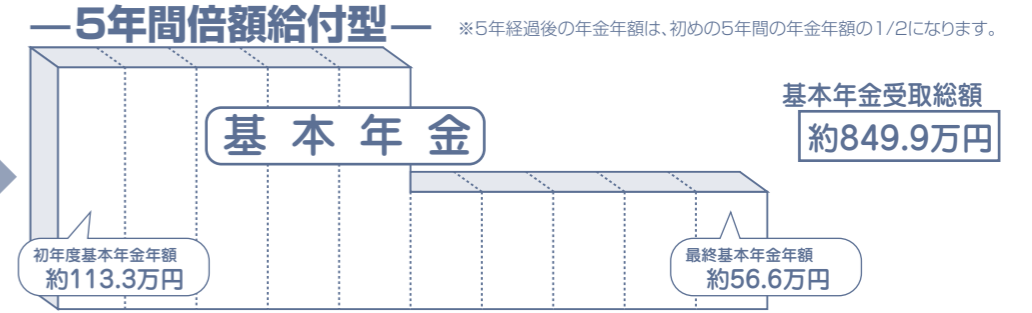 5年間倍額給付型
※5年経過後の年金年額は、初めの5年間の年金年額の1/2になります。
基本年金受取総額
約849.9万円
基本年金
初年度基本年金年額
約113.3万円
最終基本年金年額
約56.6万円